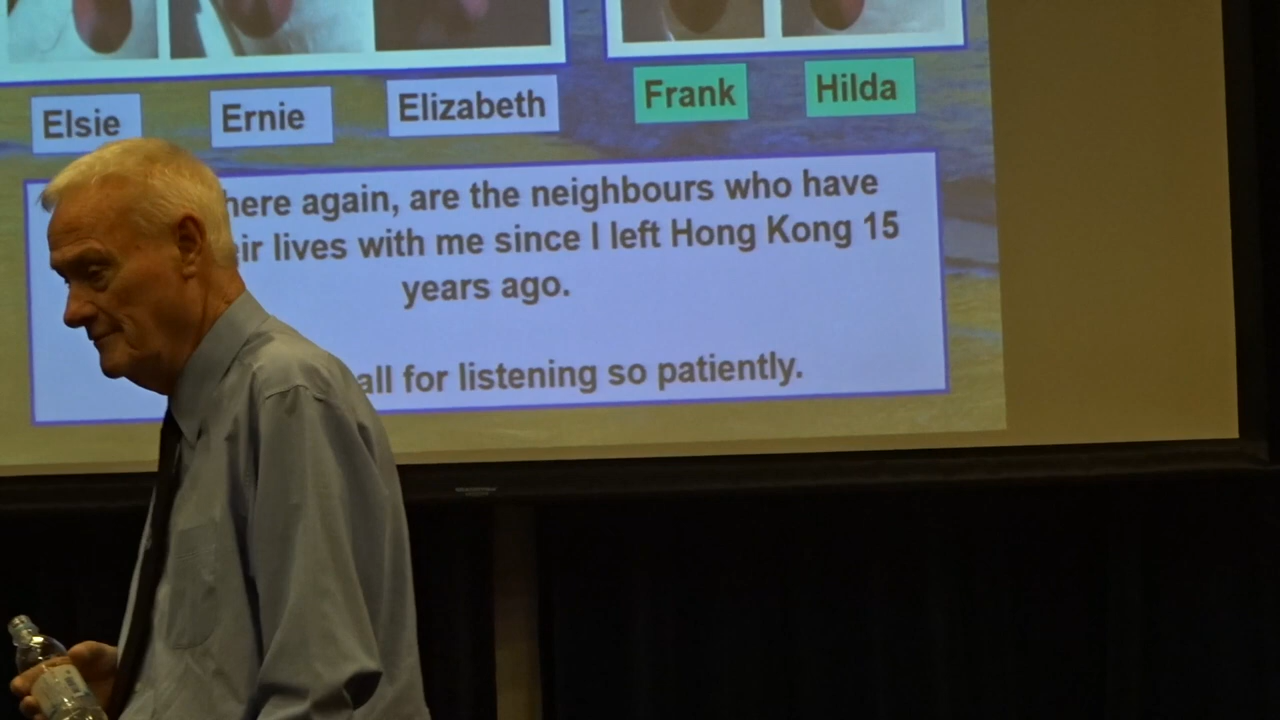 Elsie Ernie Elizabeth Frank Hilda
here again, are the neighbours who have
lives with me since I left Hong Kong 15
years ago.
all for listening so patiently.